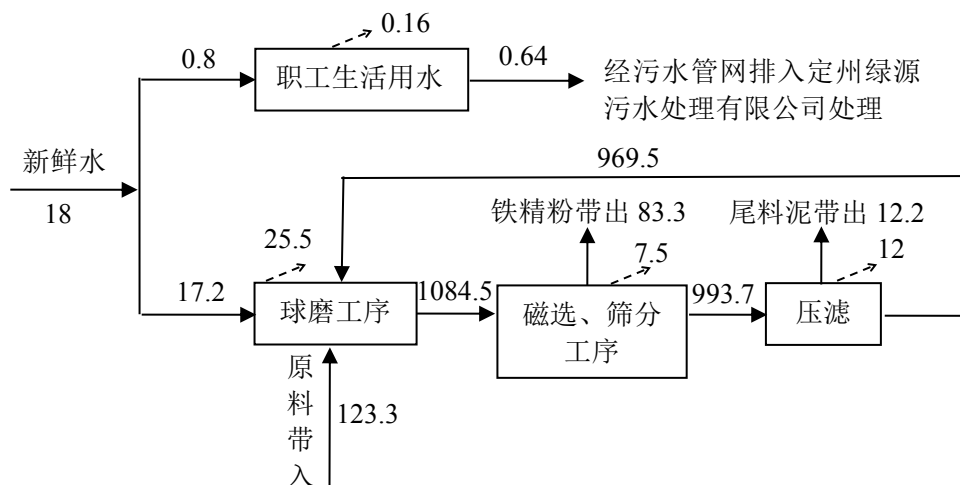 0.16
0.8
职工生活用水
0.64
经污水管网排入定州绿源
污水处理有限公司处理
新鲜水
18
969.5
铁精粉带出 83.3
尾料泥带出 12.2
25.5
7.5
12
17.2
球磨工序
1084.5
磁选、筛分
工序
993.7
压滤
原
料
带
入
123.3